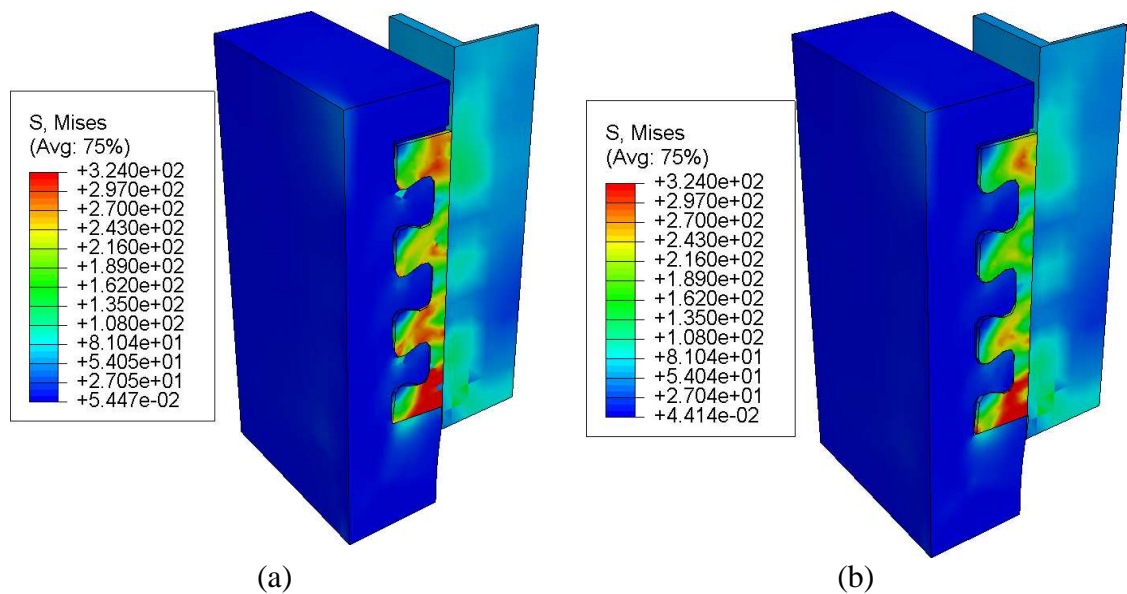 S, Mises
(Avg: 75%)
+3.240e+02
+2.970e+02
+2.700e+02
+2.430e+02
+2.160e+02
+1.890e+02
+1.620e+02
+1.350e+02
+1.080e+02
+8.104e+01
+5.405e+01
+2.705e+01
+5.447e-02
S, Mises
(Avg: 75%)
+3.240e+02
+2.970e+02
+2.700e+02
+2.430e+02
+2.160e+02
+1.890e+02
+1.620e+02
+1.350e+02
+1.080e+02
+8.104e+01
+5.404e+01
+2.704e+01
+4.414e-02
(a)
(b)